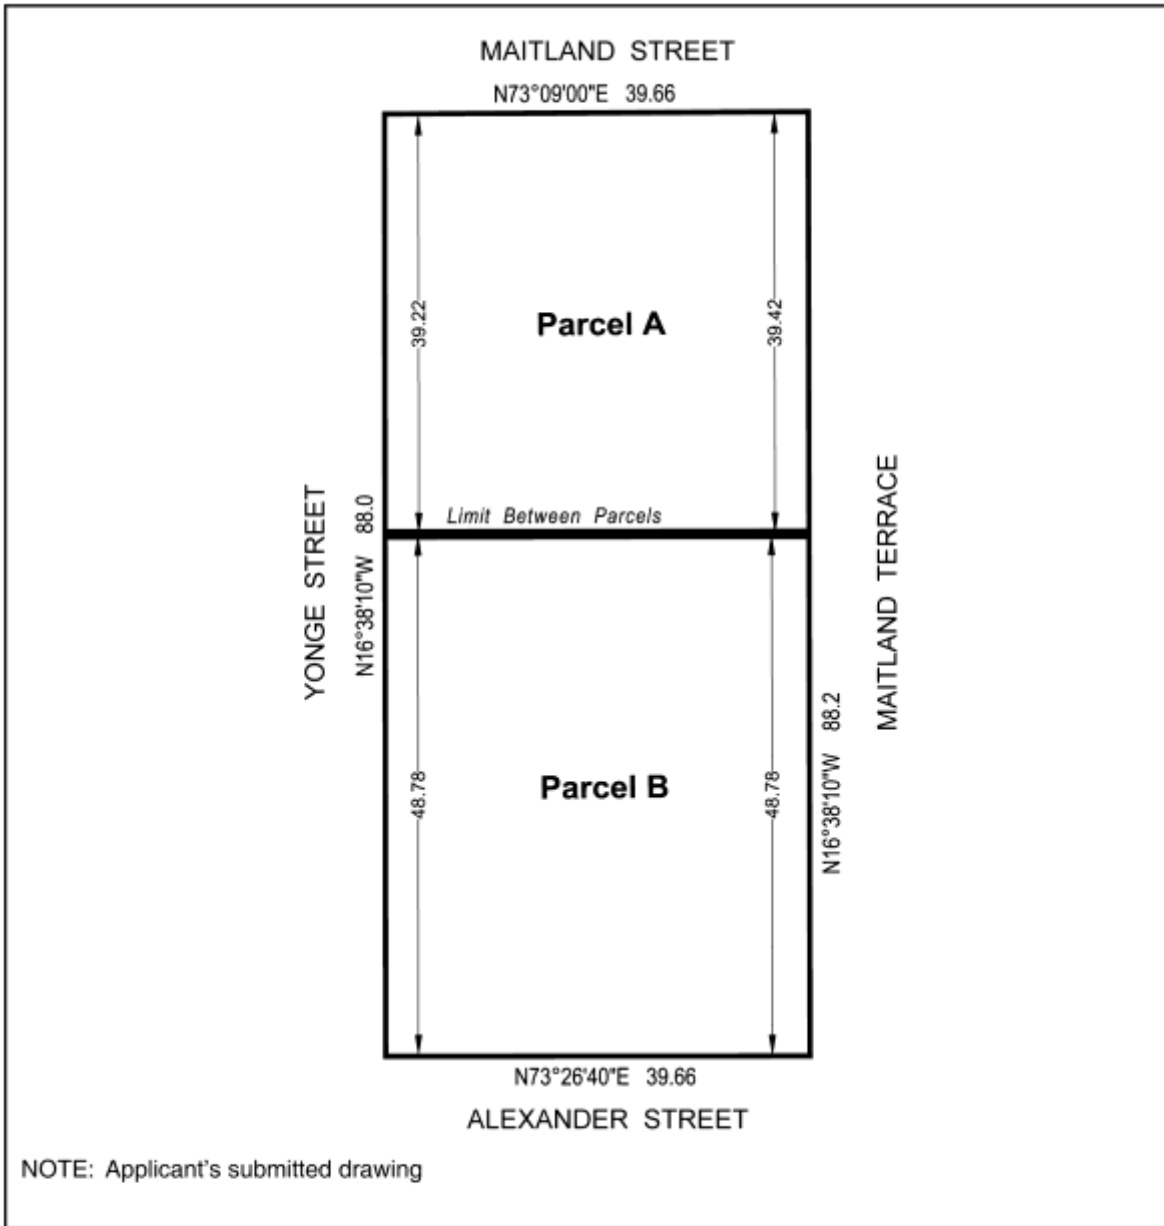 MAITLAND STREET
N73°09'00"E 39.66
39.22
Parcel A
39.42
Limit Between Parcels
YONGE STREET
N16°38'10"W 88.0
MAITLAND TERRACE
N16°38'10"W 88.2
48.78
Parcel B
48.78
N73°26'40"E 39.66
ALEXANDER STREET
NOTE: Applicant's submitted drawing